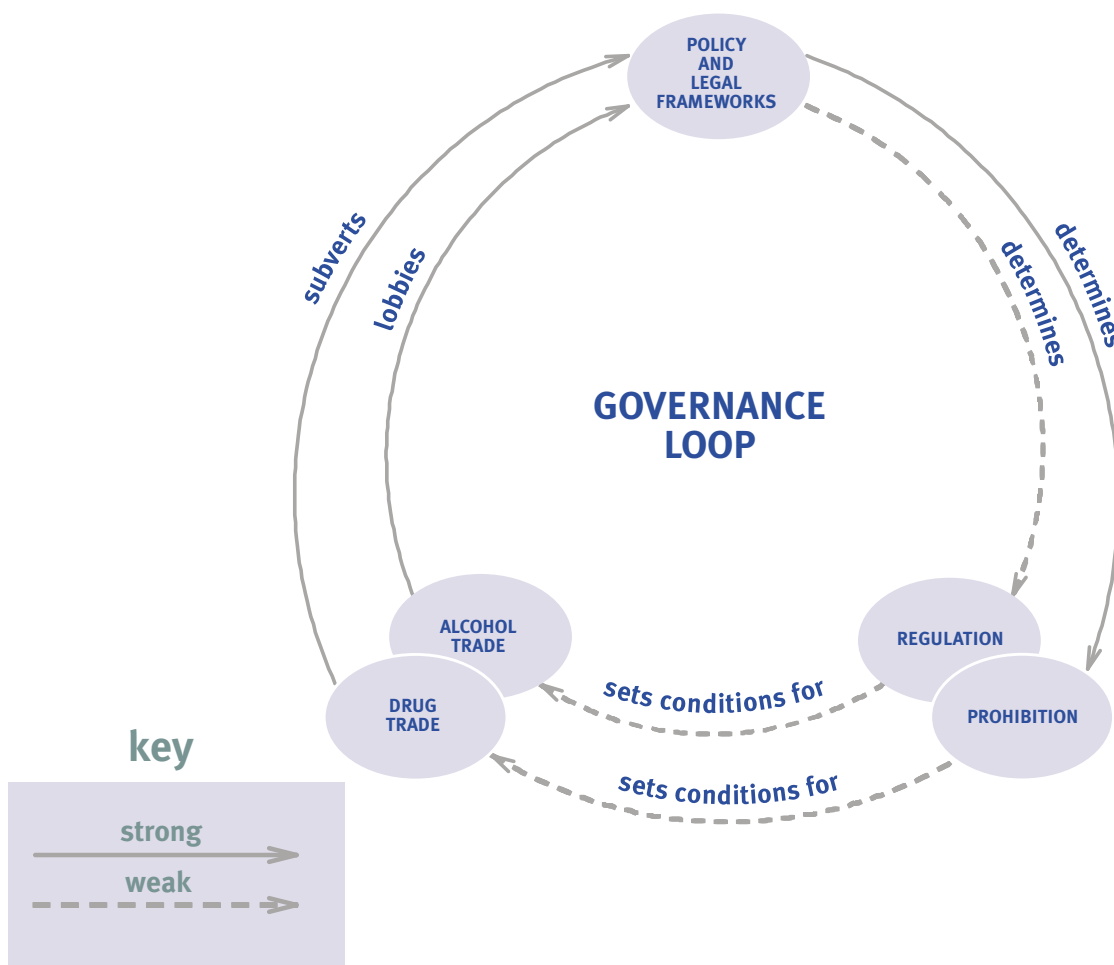 POLICY
AND
LEGAL
FRAMEWORKS
subverts
lobbies
determines
determines
GOVERNANCE
LOOP
ALCOHOL
TRADE
REGULATION
DRUG
TRADE
PROHIBITION
sets conditions for
sets conditions for
key
strong
weak